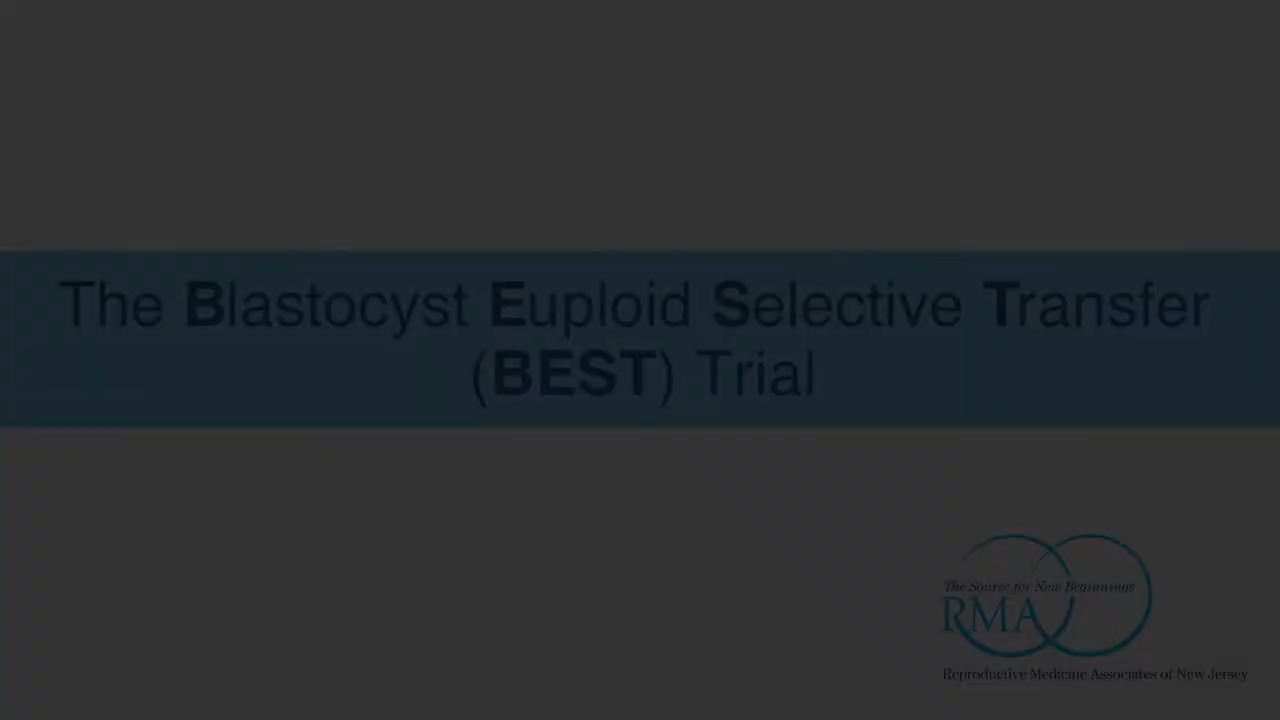 The Blastocyst Euploid Selective Transfer
(BEST) Trial
The Source for New Beginnings
RMA
Reproductive Medicine Associates of New Jersey